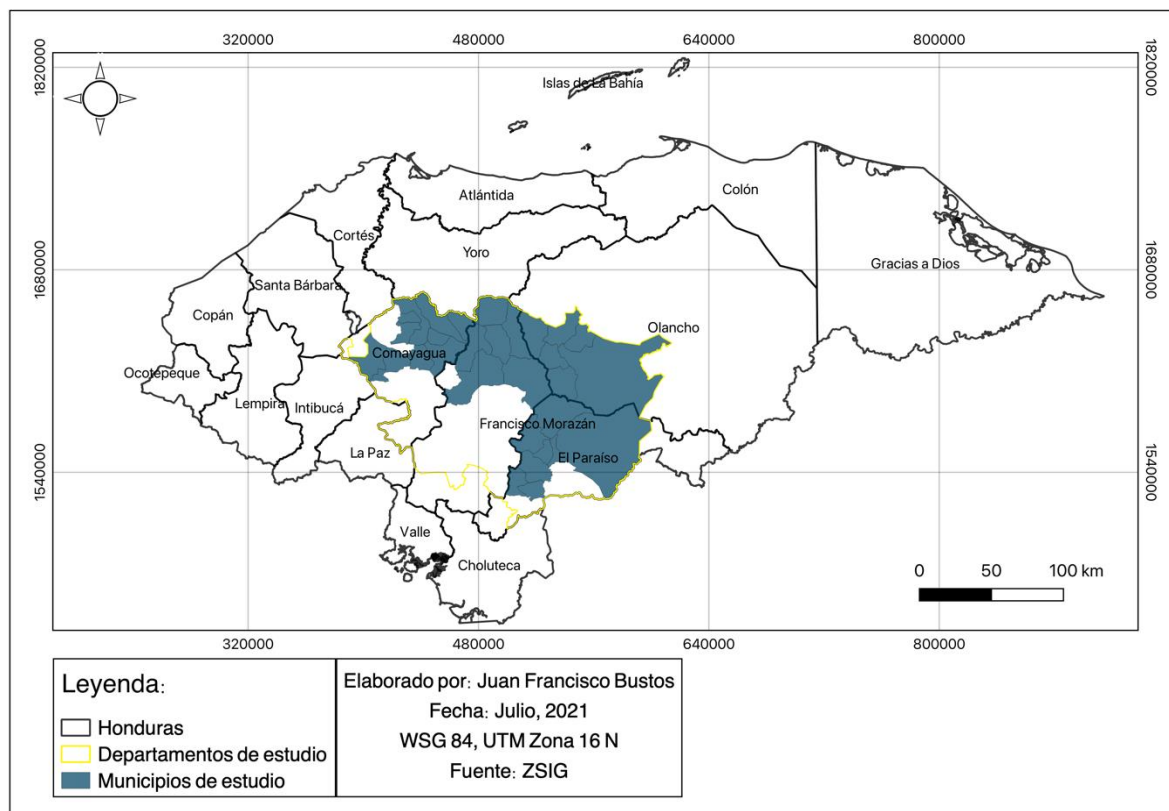 320000
480000
640000
800000
1820000
1820000
Islas de La Bahía
Atlántida
Colón
Cortés
Yoro
1680000
1680000
Gracias a Dios
Santa Bárbara
Copán
Olancho
Comayagua
Ocotepeque
Lempira
Intibucá
Francisco Morazán
La Paz
El Paraíso
1540000
1540000
Valle
Choluteca
0 50 100 km
320000
480000
640000
800000
Leyenda:
Honduras
Departamentos de estudio
Municipios de estudio
Elaborado por: Juan Francisco Bustos
Fecha: Julio, 2021
WSG 84, UTM Zona 16 N
Fuente: ZSIG